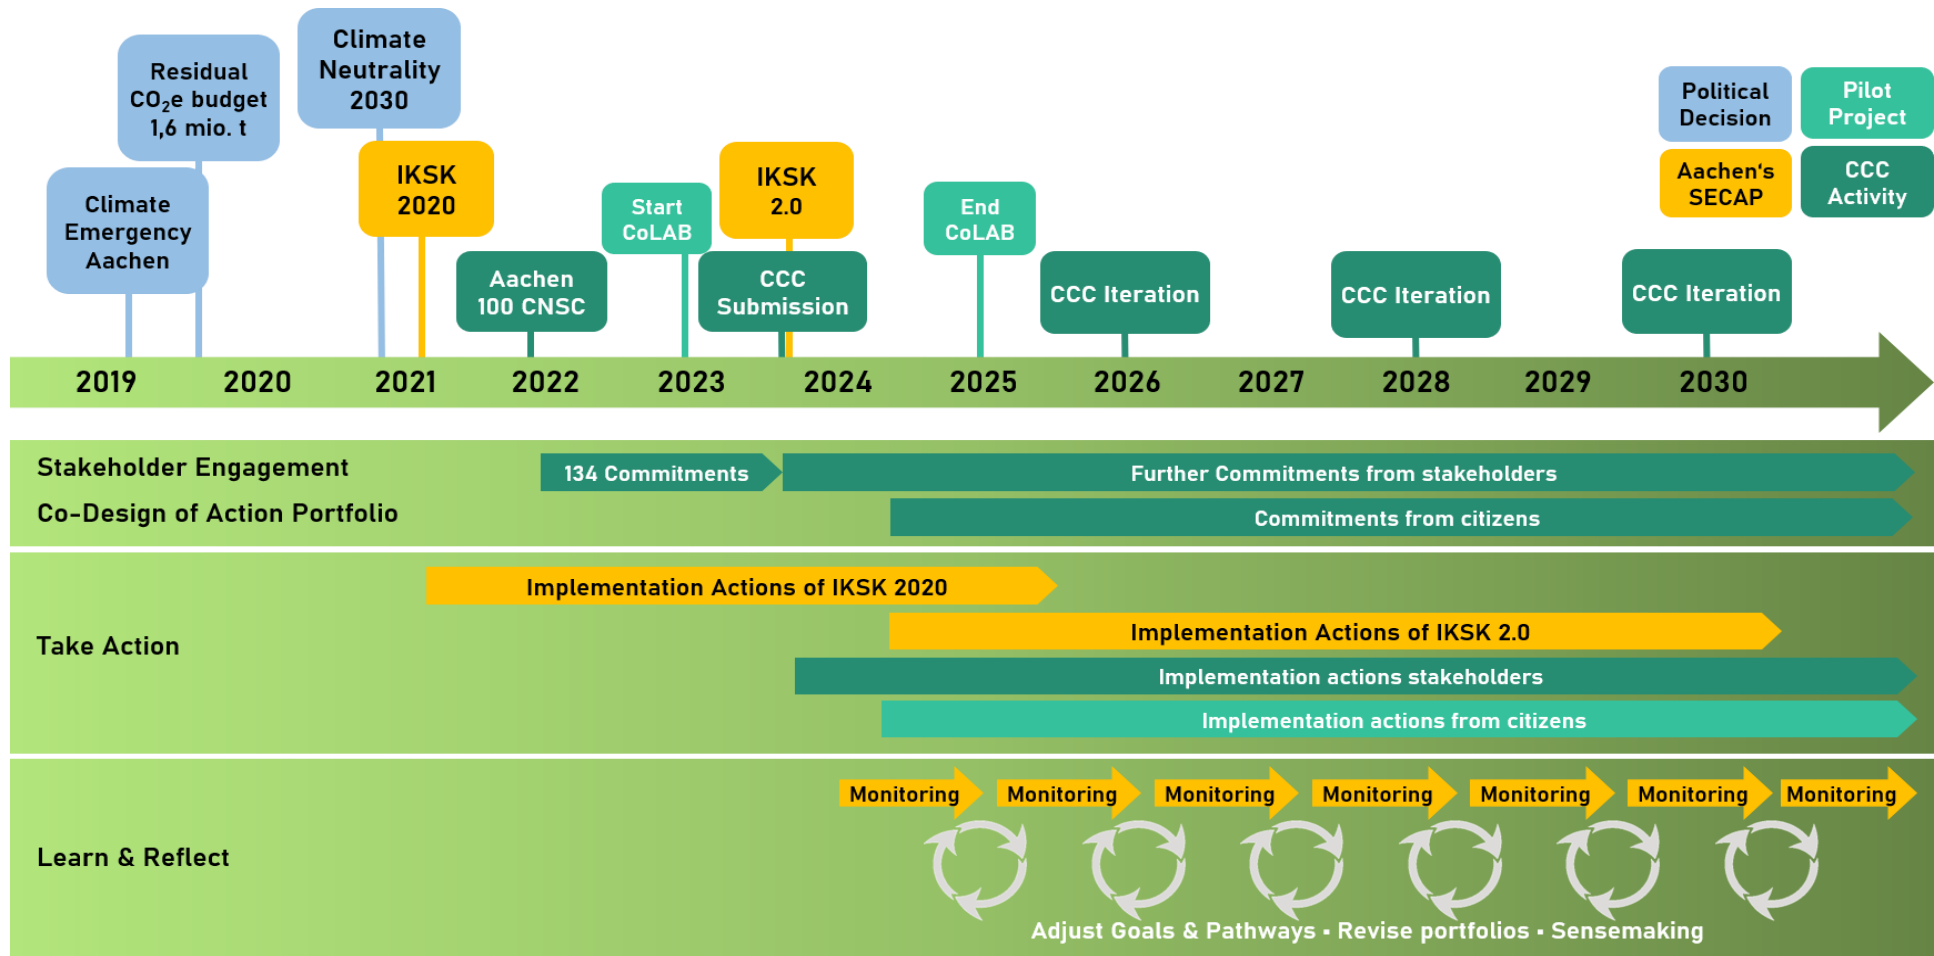 Climate
Neutrality
2030
Residual
CO₂e budget
1,6 mio. t
Climate
Emergency
Aachen
IKSK
2020
Aachen
100 CNSC
Start
CoLAB
IKSK
2.0
CCC
Submission
End
CoLAB
CCC Iteration
CCC Iteration
CCC Iteration
Political
Decision
Pilot
Project
Aachen‘s
SECAP
CCC
Activity
2019 2020 2021 2022 2023 2024 2025 2026 2027 2028 2029 2030
Stakeholder Engagement
134 Commitments
Further Commitments from stakeholders
Co-Design of Action Portfolio
Commitments from citizens
Take Action
Implementation Actions of IKSK 2020
Implementation Actions of IKSK 2.0
Implementation actions stakeholders
Implementation actions from citizens
Learn & Reflect
Monitoring Monitoring Monitoring Monitoring Monitoring Monitoring Monitoring
Adjust Goals & Pathways ▪ Revise portfolios ▪ Sensemaking